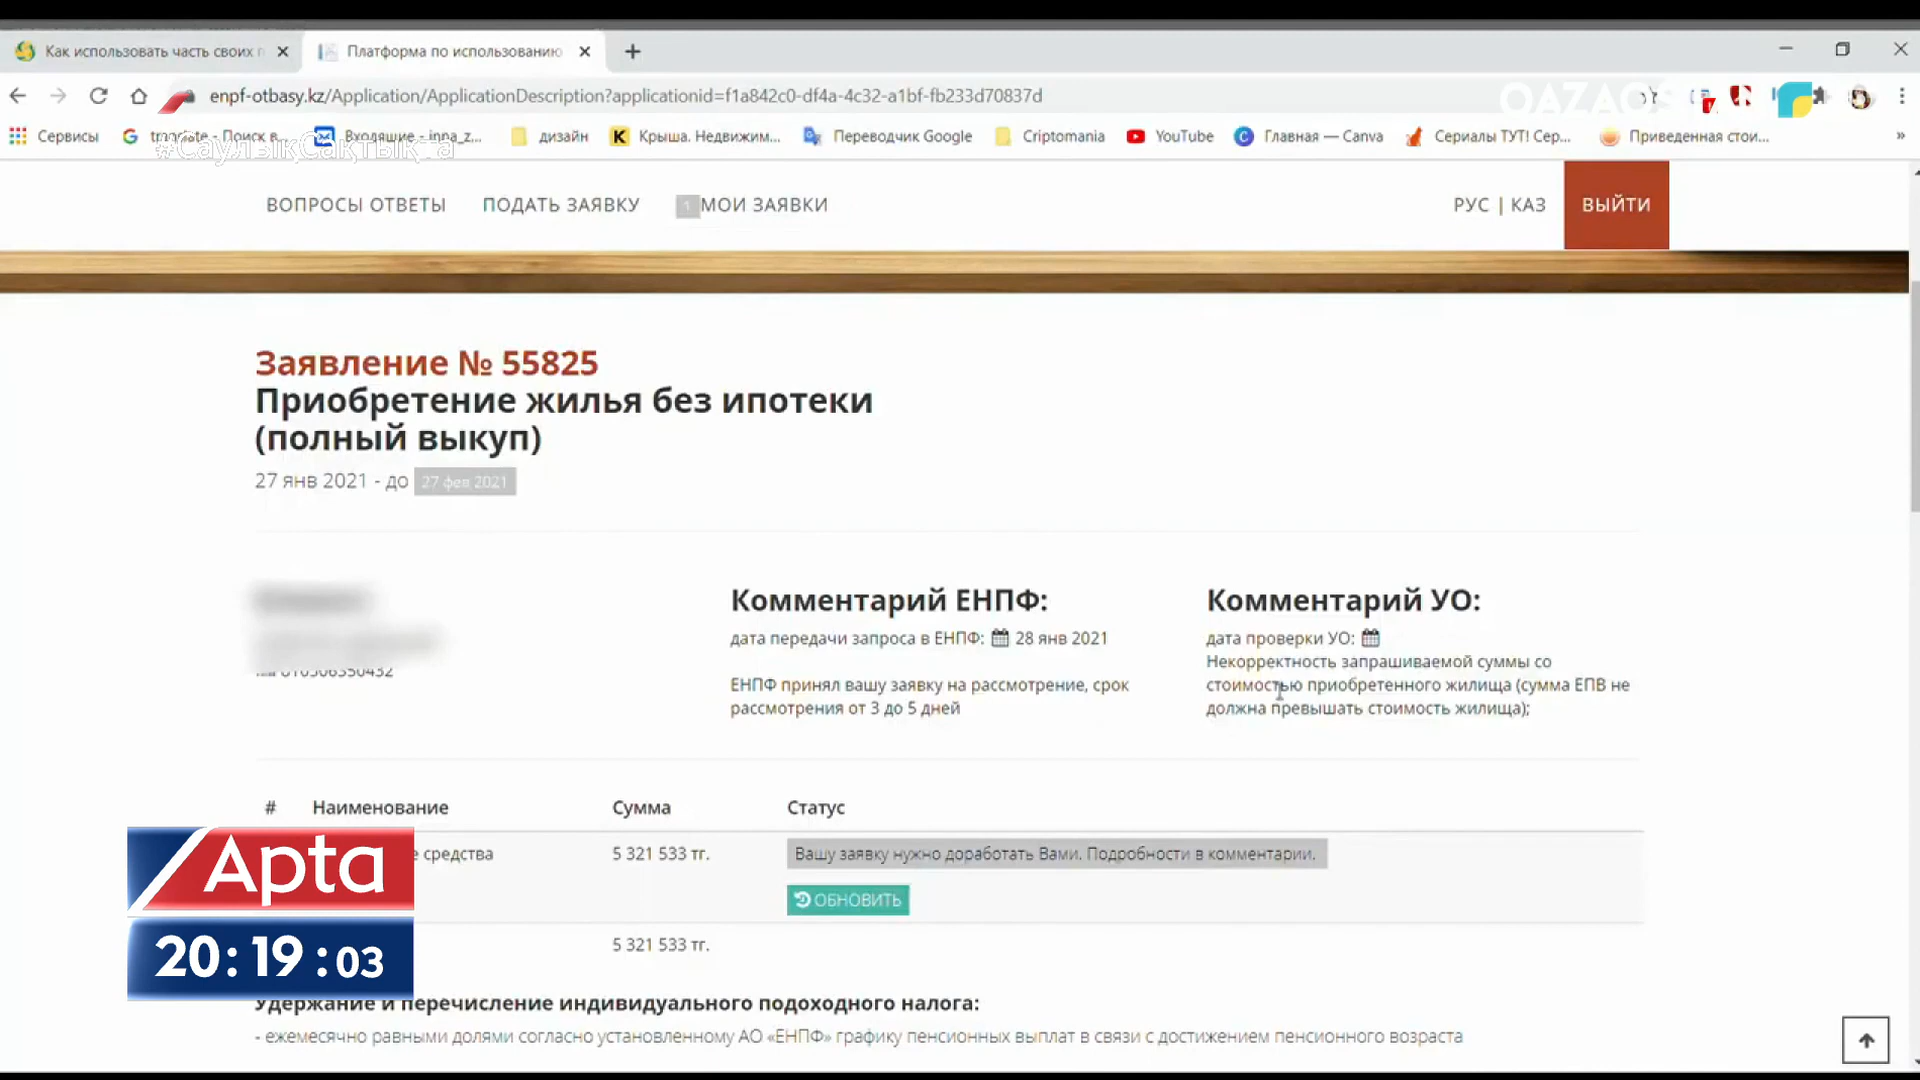 Как использовать часть своих п
Платформа по использованию
enpf-otbasy.kz/Application/ApplicationDescription?applicationid=f1a842c0-df4a-4c32-a1bf-fb233d70837d
QAZAQS
Сервисы
translate - Поиск в...
Входящие - inna_z...
дизайн
Крыша. Недвижим...
Переводчик Google
Criptomania
YouTube
Главная — Canva
Сериалы ТУТ! Сер...
Приведенная стои...
»
#СаулықСақтықта
ВОПРОСЫ ОТВЕТЫ
ПОДАТЬ ЗАЯВКУ
1 МОИ ЗАЯВКИ
РУС | КАЗ
ВЫЙТИ
Заявление № 55825
Приобретение жилья без ипотеки
(полный выкуп)
27 янв 2021 - до 27 фев 2021
Комментарий ЕНПФ:
дата передачи запроса в ЕНПФ: 28 янв 2021
ЕНПФ принял вашу заявку на рассмотрение, срок
рассмотрения от 3 до 5 дней
Комментарий УО:
дата проверки УО:
Некорректность запрашиваемой суммы со
стоимостью приобретенного жилища (сумма ЕПВ не
должна превышать стоимость жилища);
# Наименование Сумма Статус
средства 5 321 533 тг. Вашу заявку нужно доработать Вами. Подробности в комментарии.
ОБНОВИТЬ
5 321 533 тг.
Арта
20:19:03
Удержание и перечисление индивидуального подоходного налога:
- ежемесячно равными долями согласно установленному АО «ЕНПФ» графику пенсионных выплат в связи с достижением пенсионного возраста